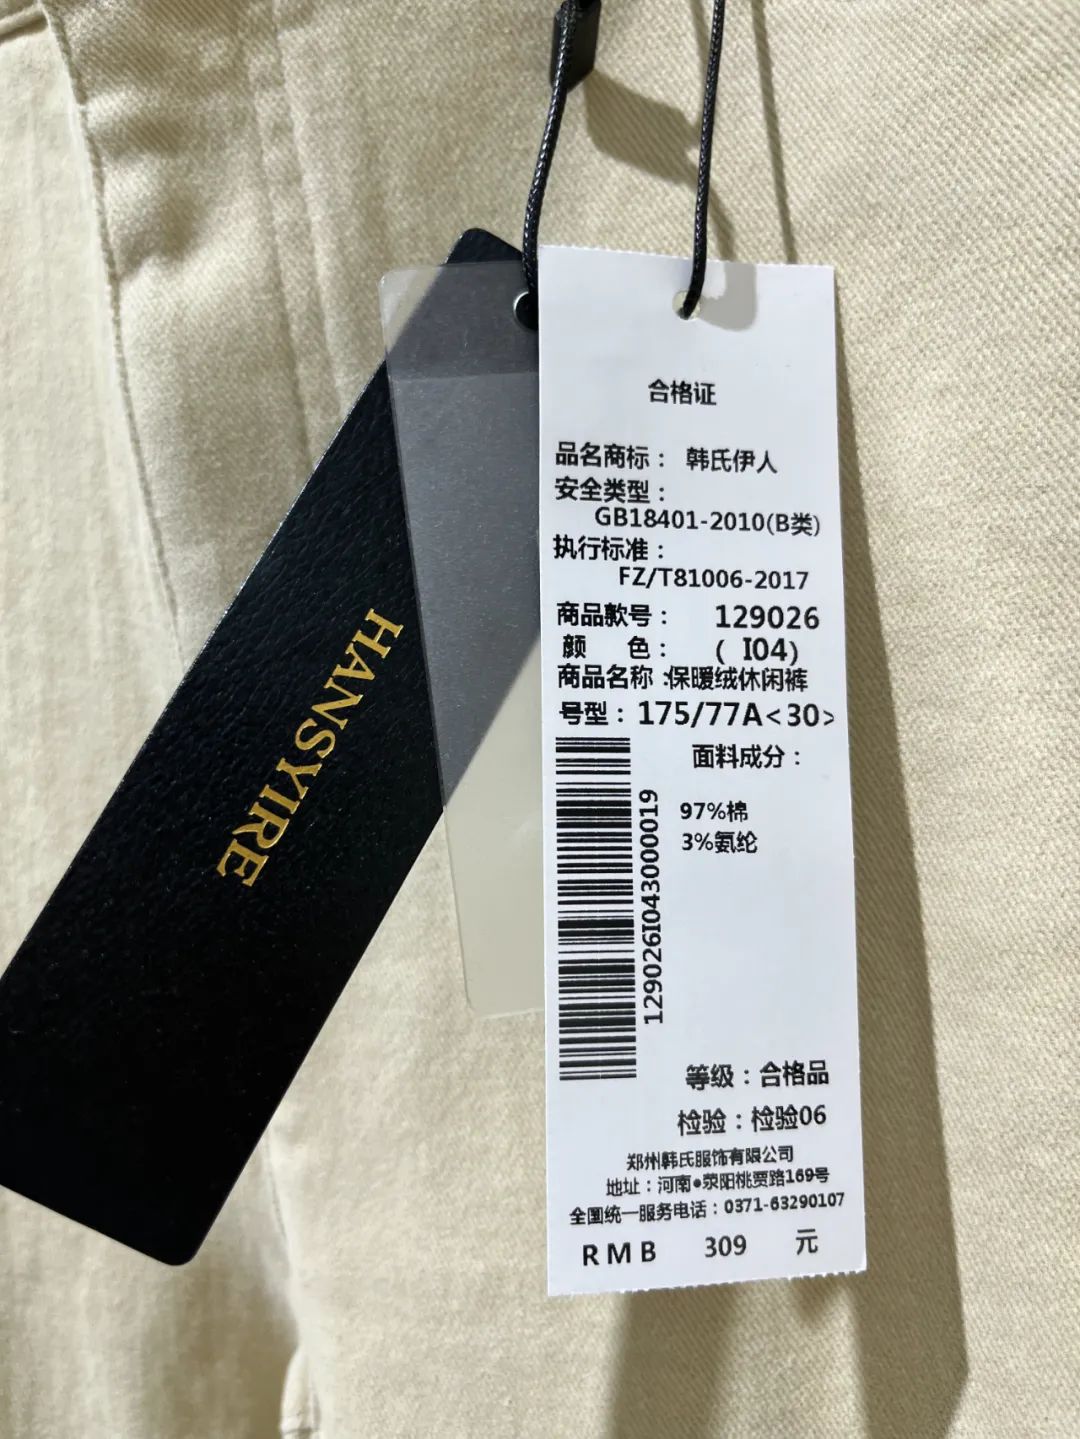 HANSYIRE
合格证
品名商标： 韩氏伊人
安全类型：
GB18401-2010(B类)
执行标准：
FZ/T81006-2017
商品款号： 129026
颜 色： ( I04)
商品名称:保暖绒休闲裤
号型：175/77A<30>
面料成分：
97%棉
3%氨纶
129026I043000019
等级：合格品
检验：检验06
郑州韩氏服饰有限公司
地址：河南●荥阳桃贾路169号
全国统一服务电话：0371-63290107
RMB 309 元